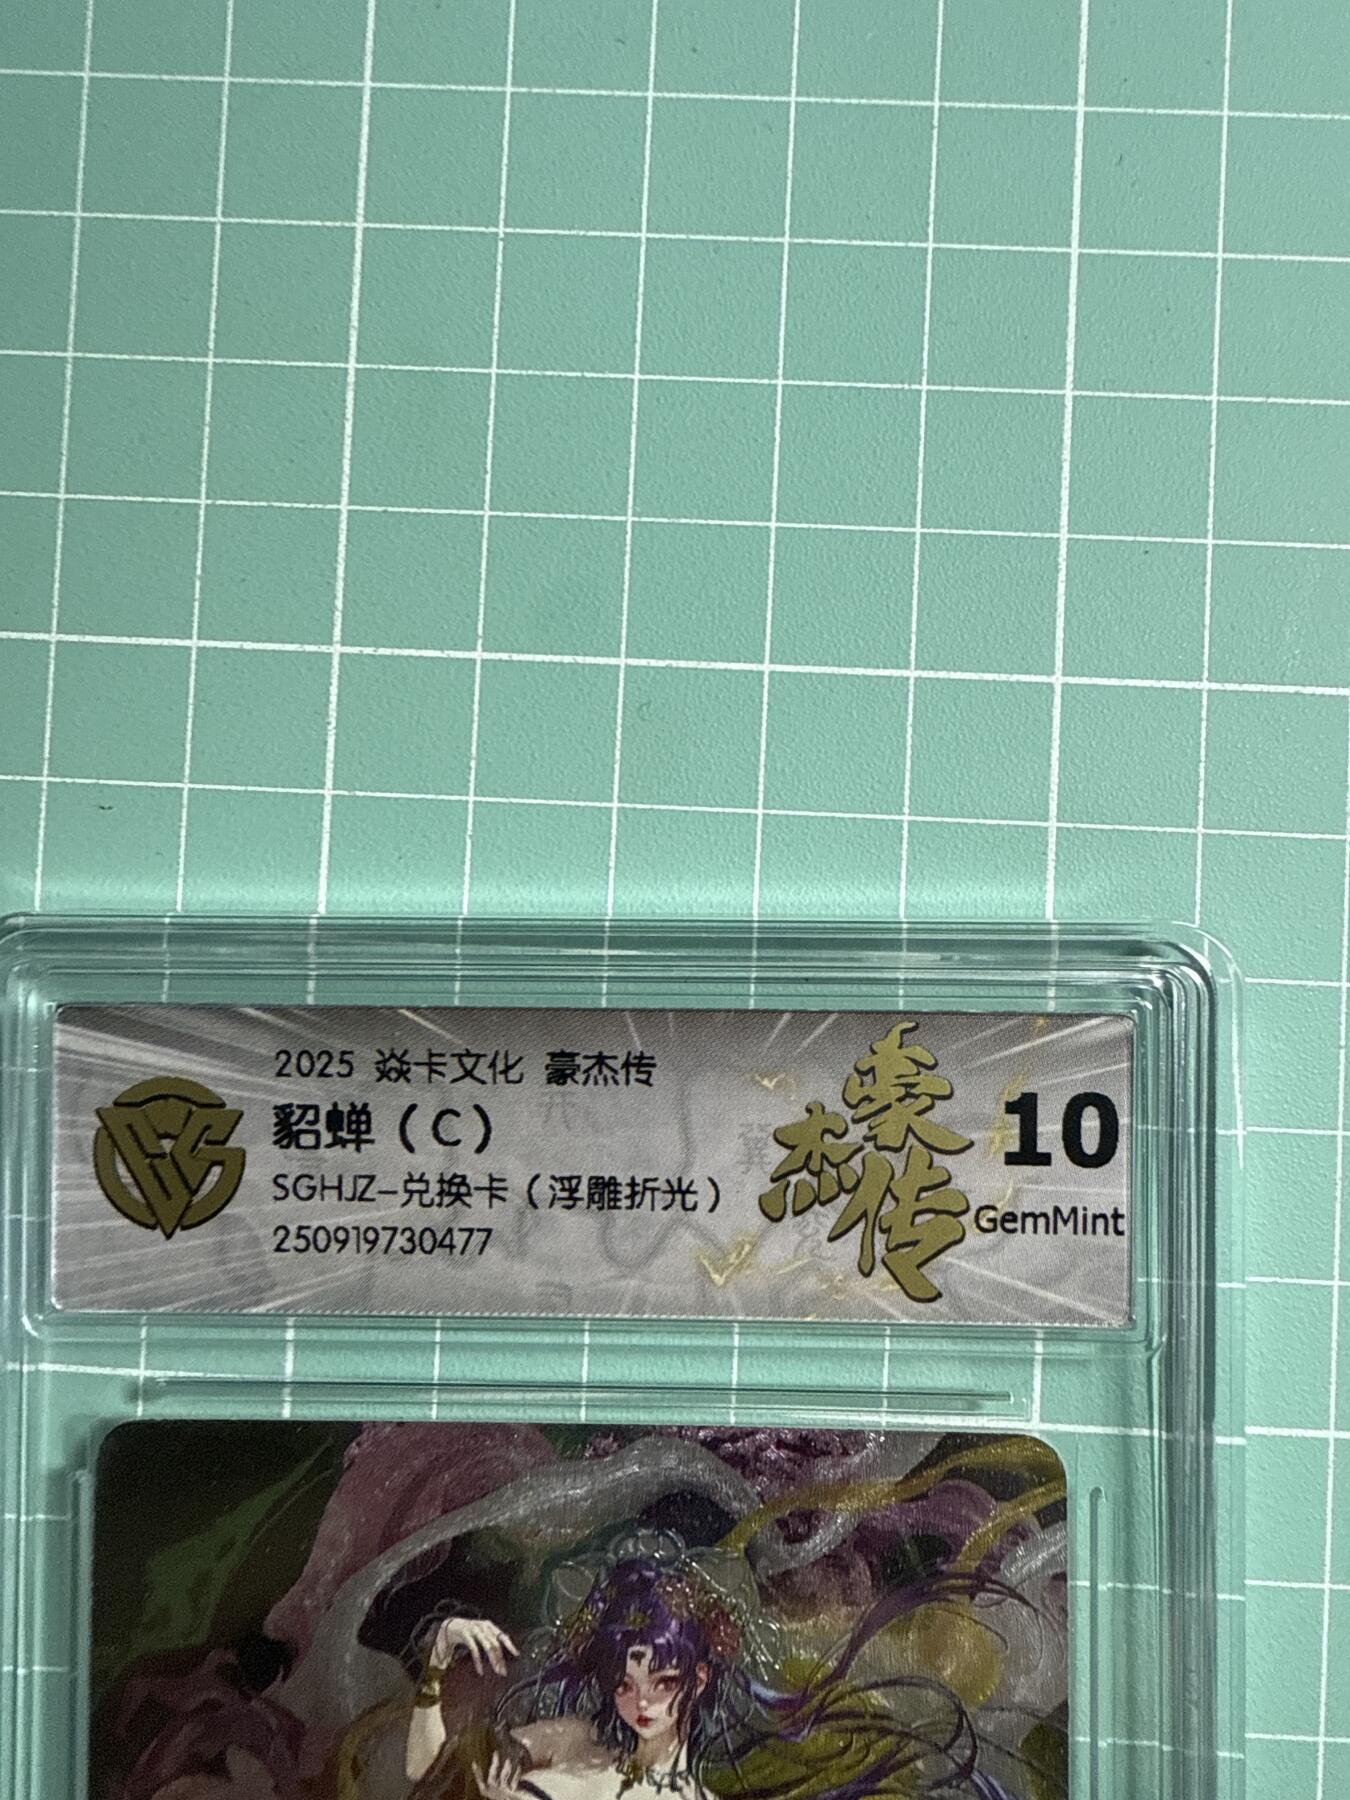 2025 焱卡文化 豪杰传
貂蝉（C）
SGHJZ-兑换卡（浮雕折光）
250919730477
豪杰传
10
GemMint